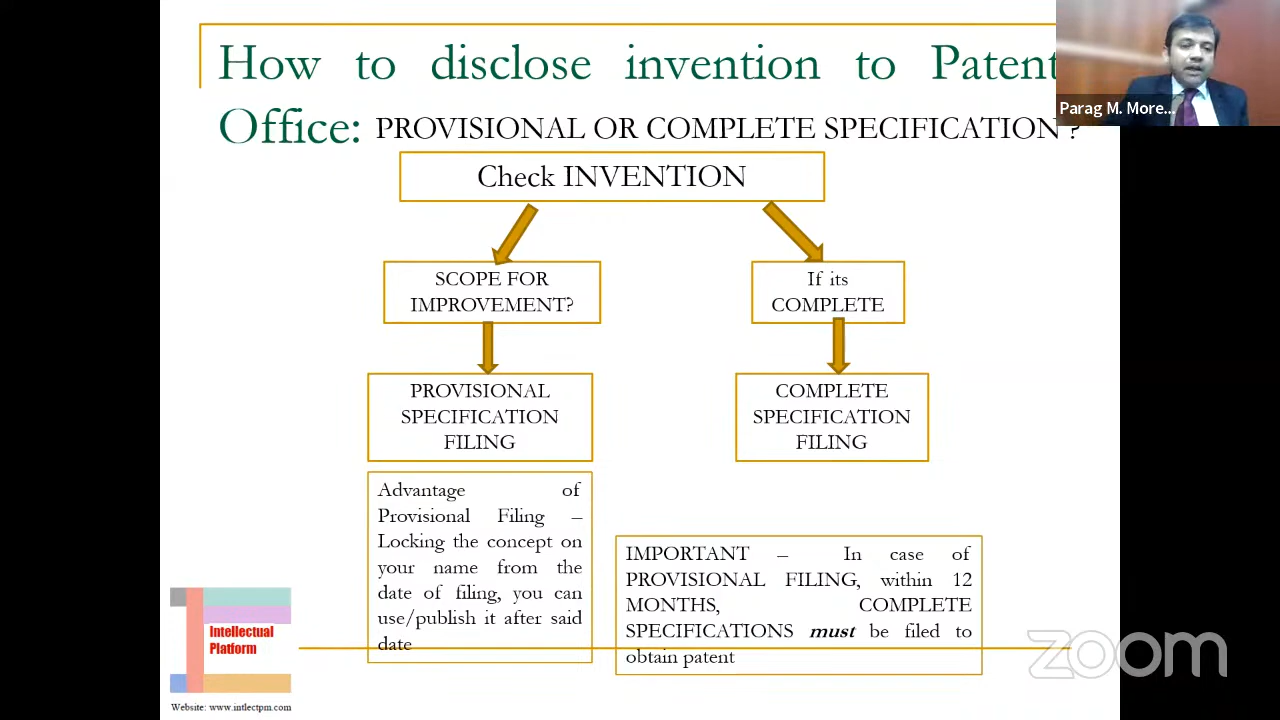 How to disclose invention to Patent
Office: PROVISIONAL OR COMPLETE SPECIFICATION ?
Parag M. More...
Check INVENTION
SCOPE FOR
IMPROVEMENT?
If its
COMPLETE
PROVISIONAL
SPECIFICATION
FILING
COMPLETE
SPECIFICATION
FILING
Advantage of
Provisional Filing –
Locking the concept on
your name from the
date of filing, you can
use/publish it after said
date
IMPORTANT – In case of
PROVISIONAL FILING, within 12
MONTHS, COMPLETE
SPECIFICATIONS must be filed to
obtain patent
Intellectual
Platform
Website: www.intlectpm.com
zoom